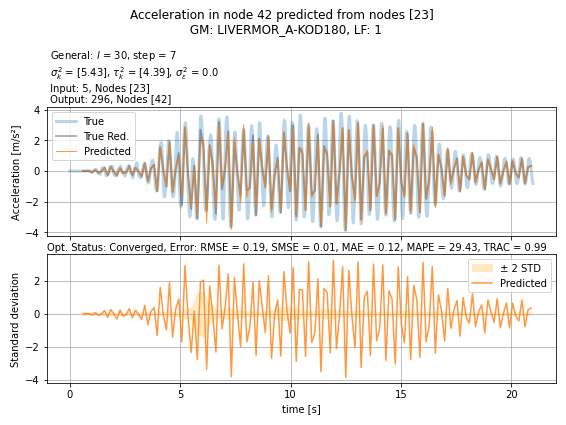 Acceleration in node 42 predicted from nodes [23]
GM: LIVERMOR_A-KOD180, LF: 1
General: l = 30, step = 7
σ²ₖ = [5.43], τ²ₖ = [4.39], σ²ε = 0.0
Input: 5, Nodes [23]
Output: 296, Nodes [42]
Acceleration [m/s²]
4
2
0
−2
−4
True
True Red.
Predicted
Opt. Status: Converged, Error: RMSE = 0.19, SMSE = 0.01, MAE = 0.12, MAPE = 29.43, TRAC = 0.99
Standard deviation
2
0
−2
−4
± 2 STD
Predicted
0 5 10 15 20
time [s]